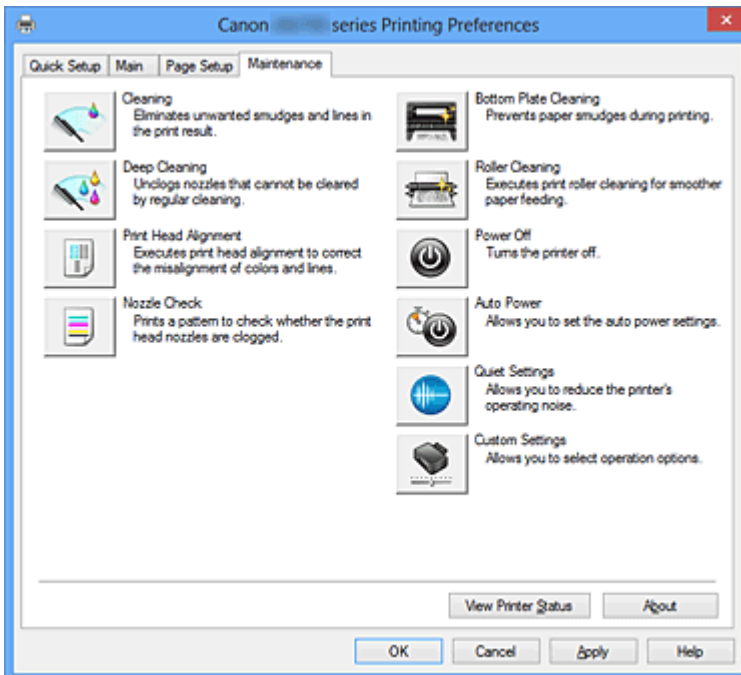 Canon series Printing Preferences
Quick Setup Main Page Setup Maintenance
Cleaning
Eliminates unwanted smudges and lines in
the print result.
Deep Cleaning
Unclogs nozzles that cannot be cleared
by regular cleaning.
Print Head Alignment
Executes print head alignment to correct
the misalignment of colors and lines.
Nozzle Check
Prints a pattern to check whether the print
head nozzles are clogged.
Bottom Plate Cleaning
Prevents paper smudges during printing.
Roller Cleaning
Executes print roller cleaning for smoother
paper feeding.
Power Off
Turns the printer off.
Auto Power
Allows you to set the auto power settings.
Quiet Settings
Allows you to reduce the printer's
operating noise.
Custom Settings
Allows you to select operation options.
View Printer Status About
OK Cancel Apply Help